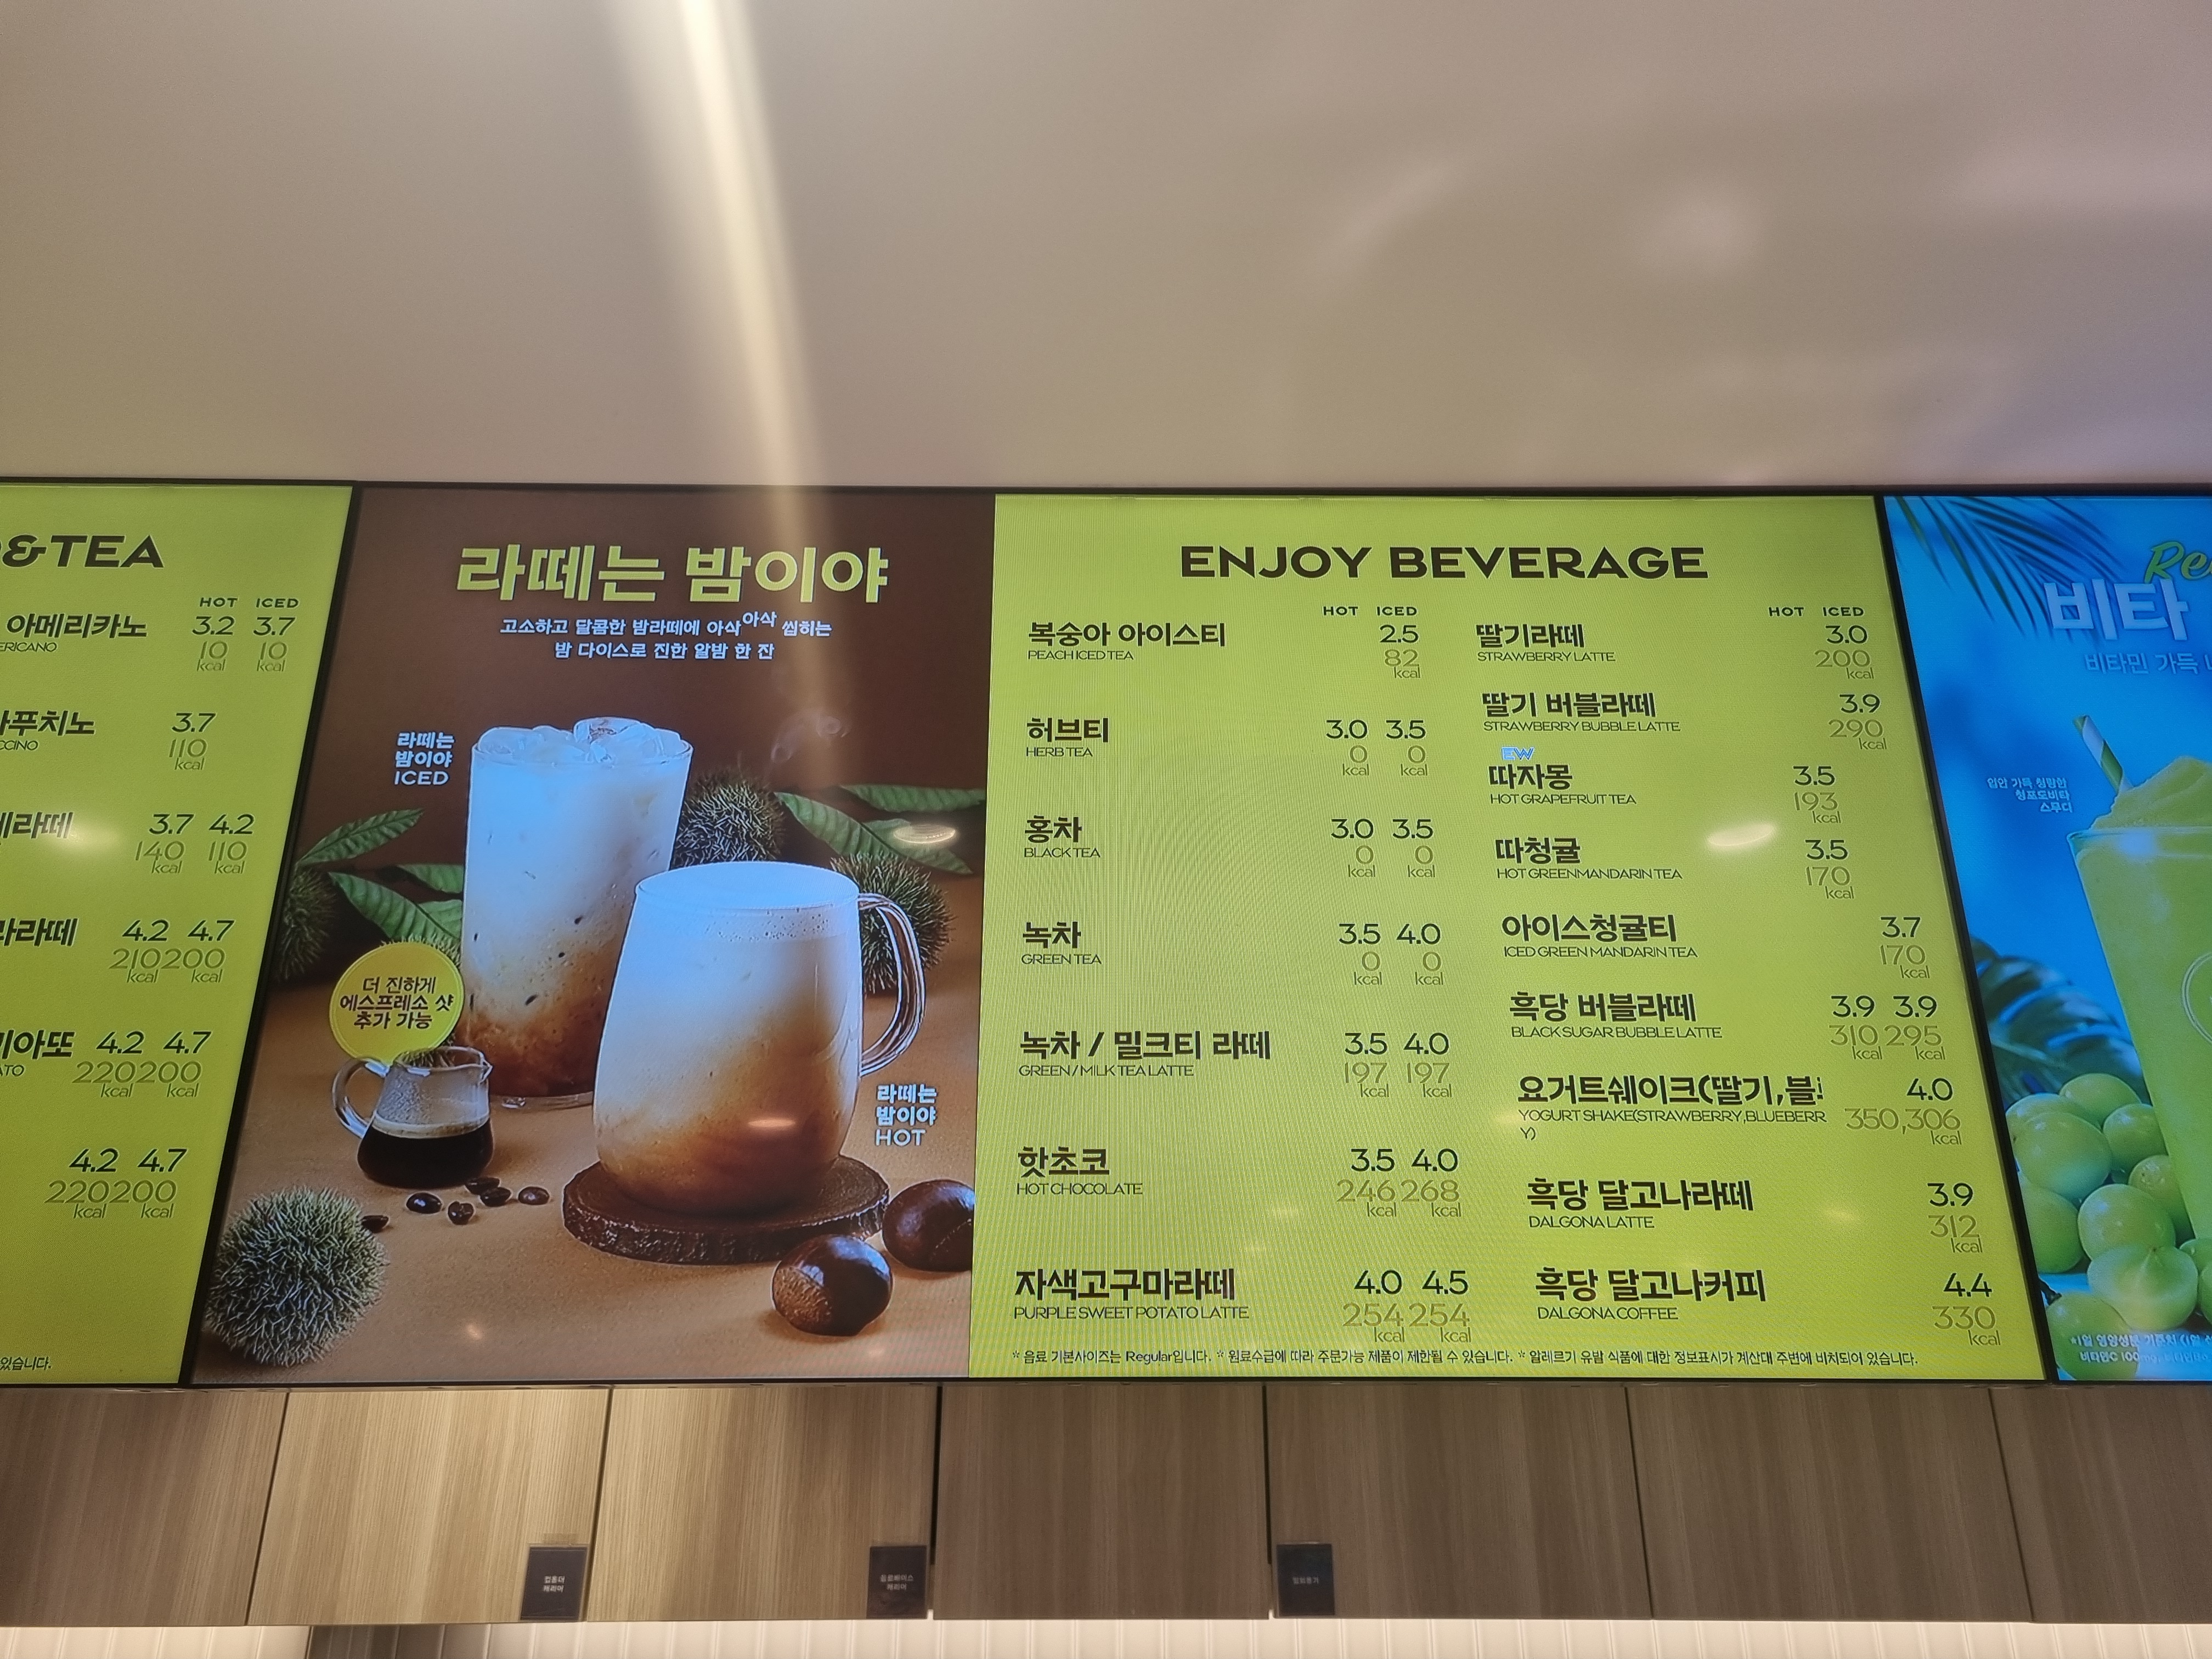 &TEA
HOT ICED
아메리카노 3.2 3.7
ERICANO 10 10
kcal kcal
푸치노 3.7
CCINO 110
kcal
라떼 3.7 4.2
140 110
kcal kcal
라떼 4.2 4.7
210 200
kcal kcal
아또 4.2 4.7
ATO 220 200
kcal kcal
4.2 4.7
220 200
kcal kcal
있습니다.
라떼는 밤이야
고소하고 달콤한 밤라떼에 아삭아삭 씹히는
밤 다이스로 진한 알밤 한 잔
라떼는
밤이야
ICED
더 진하게
에스프레소 샷
추가 가능
라떼는
밤이야
HOT
ENJOY BEVERAGE
HOT ICED
복숭아 아이스티 2.5
PEACH ICED TEA 82
kcal
허브티 3.0 3.5
HERB TEA 0 0
kcal kcal
홍차 3.0 3.5
BLACK TEA 0 0
kcal kcal
녹차 3.5 4.0
GREEN TEA 0 0
kcal kcal
녹차 / 밀크티 라떼 3.5 4.0
GREEN / MILK TEA LATTE 197 197
kcal kcal
핫초코 3.5 4.0
HOT CHOCOLATE 246 268
kcal kcal
자색고구마라떼 4.0 4.5
PURPLE SWEET POTATO LATTE 254 254
kcal kcal
HOT ICED
딸기라떼 3.0
STRAWBERRY LATTE 200
kcal
딸기 버블라떼 3.9
STRAWBERRY BUBBLE LATTE 290
kcal
EW
따자몽 3.5
HOT GRAPEFRUIT TEA 193
kcal
따청귤 3.5
HOT GREENMANDARIN TEA 170
kcal
아이스청귤티 3.7
ICED GREEN MANDARIN TEA 170
kcal
흑당 버블라떼 3.9 3.9
BLACK SUGAR BUBBLE LATTE 310 295
kcal kcal
요거트쉐이크(딸기,블 4.0
YOGURT SHAKE(STRAWBERRY,BLUEBERR 350,306
Y) kcal
흑당 달고나라떼 3.9
DALGONA LATTE 312
kcal
흑당 달고나커피 4.4
DALGONA COFFEE 330
kcal
* 음료 기본사이즈는 Regular입니다. * 원료수급에 따라 주문가능 제품이 제한될 수 있습니다. * 알레르기 유발 식품에 대한 정보표시가 계산대 주변에 비치되어 있습니다.
Re
비타
비타민 가득
입안 가득 청량한
청포도비타
스무디
비타민C 100mg